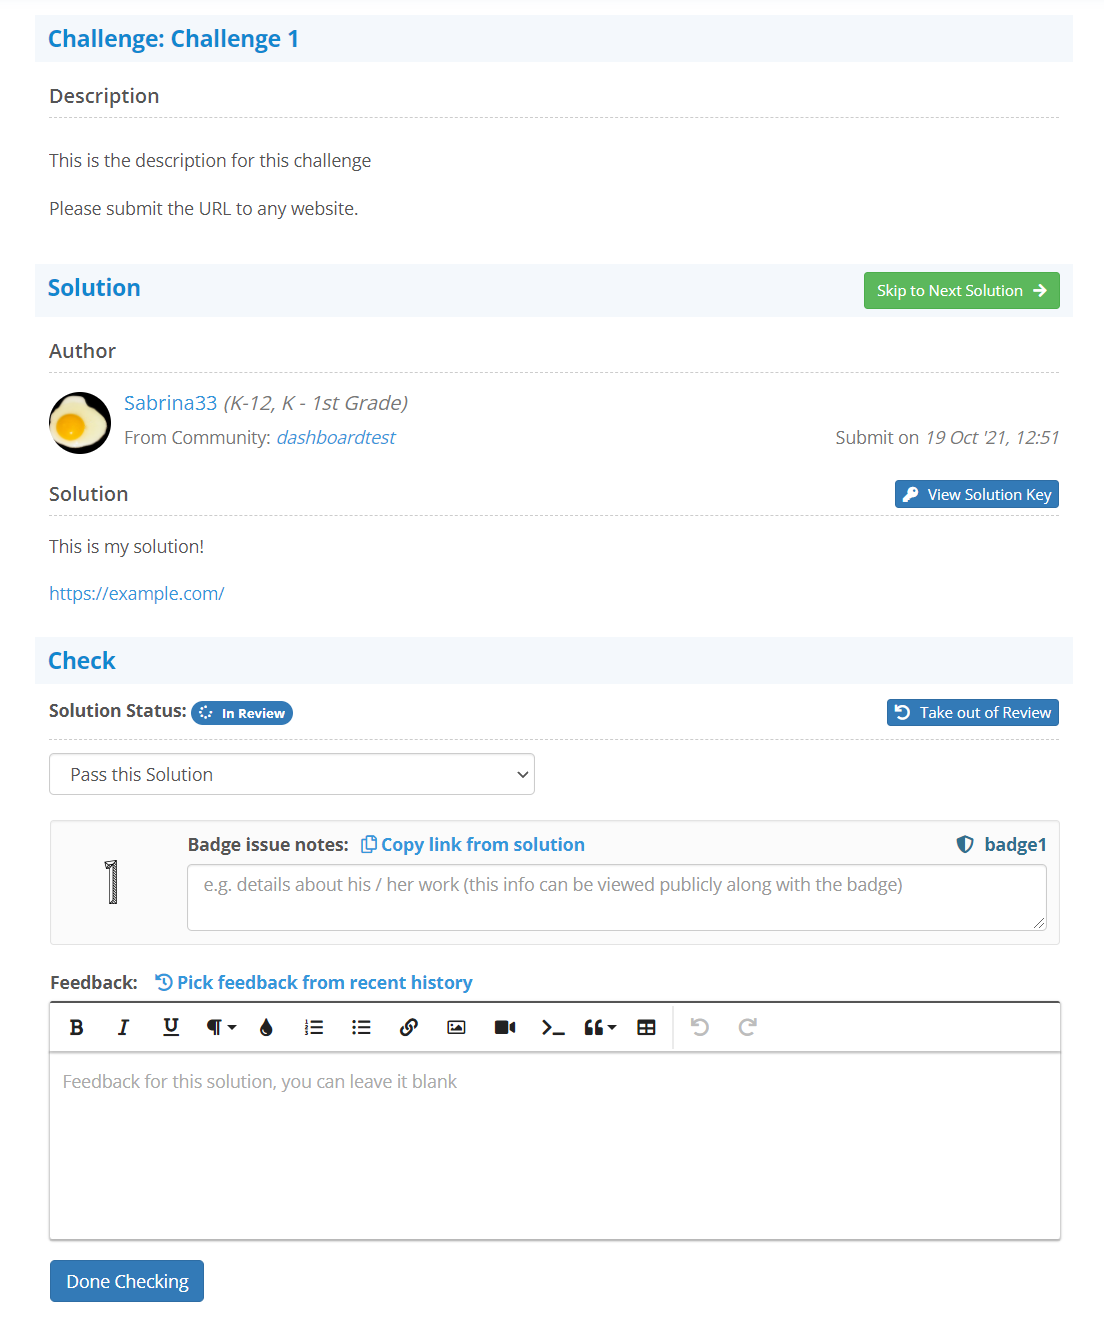 Challenge: Challenge 1
Description
This is the description for this challenge
Please submit the URL to any website.
Solution
Skip to Next Solution
Author
Sabrina33 (K-12, K - 1st Grade)
From Community: dashboardtest
Submit on 19 Oct '21, 12:51
Solution
View Solution Key
This is my solution!
https://example.com/
Check
Solution Status: In Review
Take out of Review
Pass this Solution
1
Badge issue notes: Copy link from solution
badge1
e.g. details about his / her work (this info can be viewed publicly along with the badge)
Feedback: Pick feedback from recent history
B I U
Feedback for this solution, you can leave it blank
Done Checking